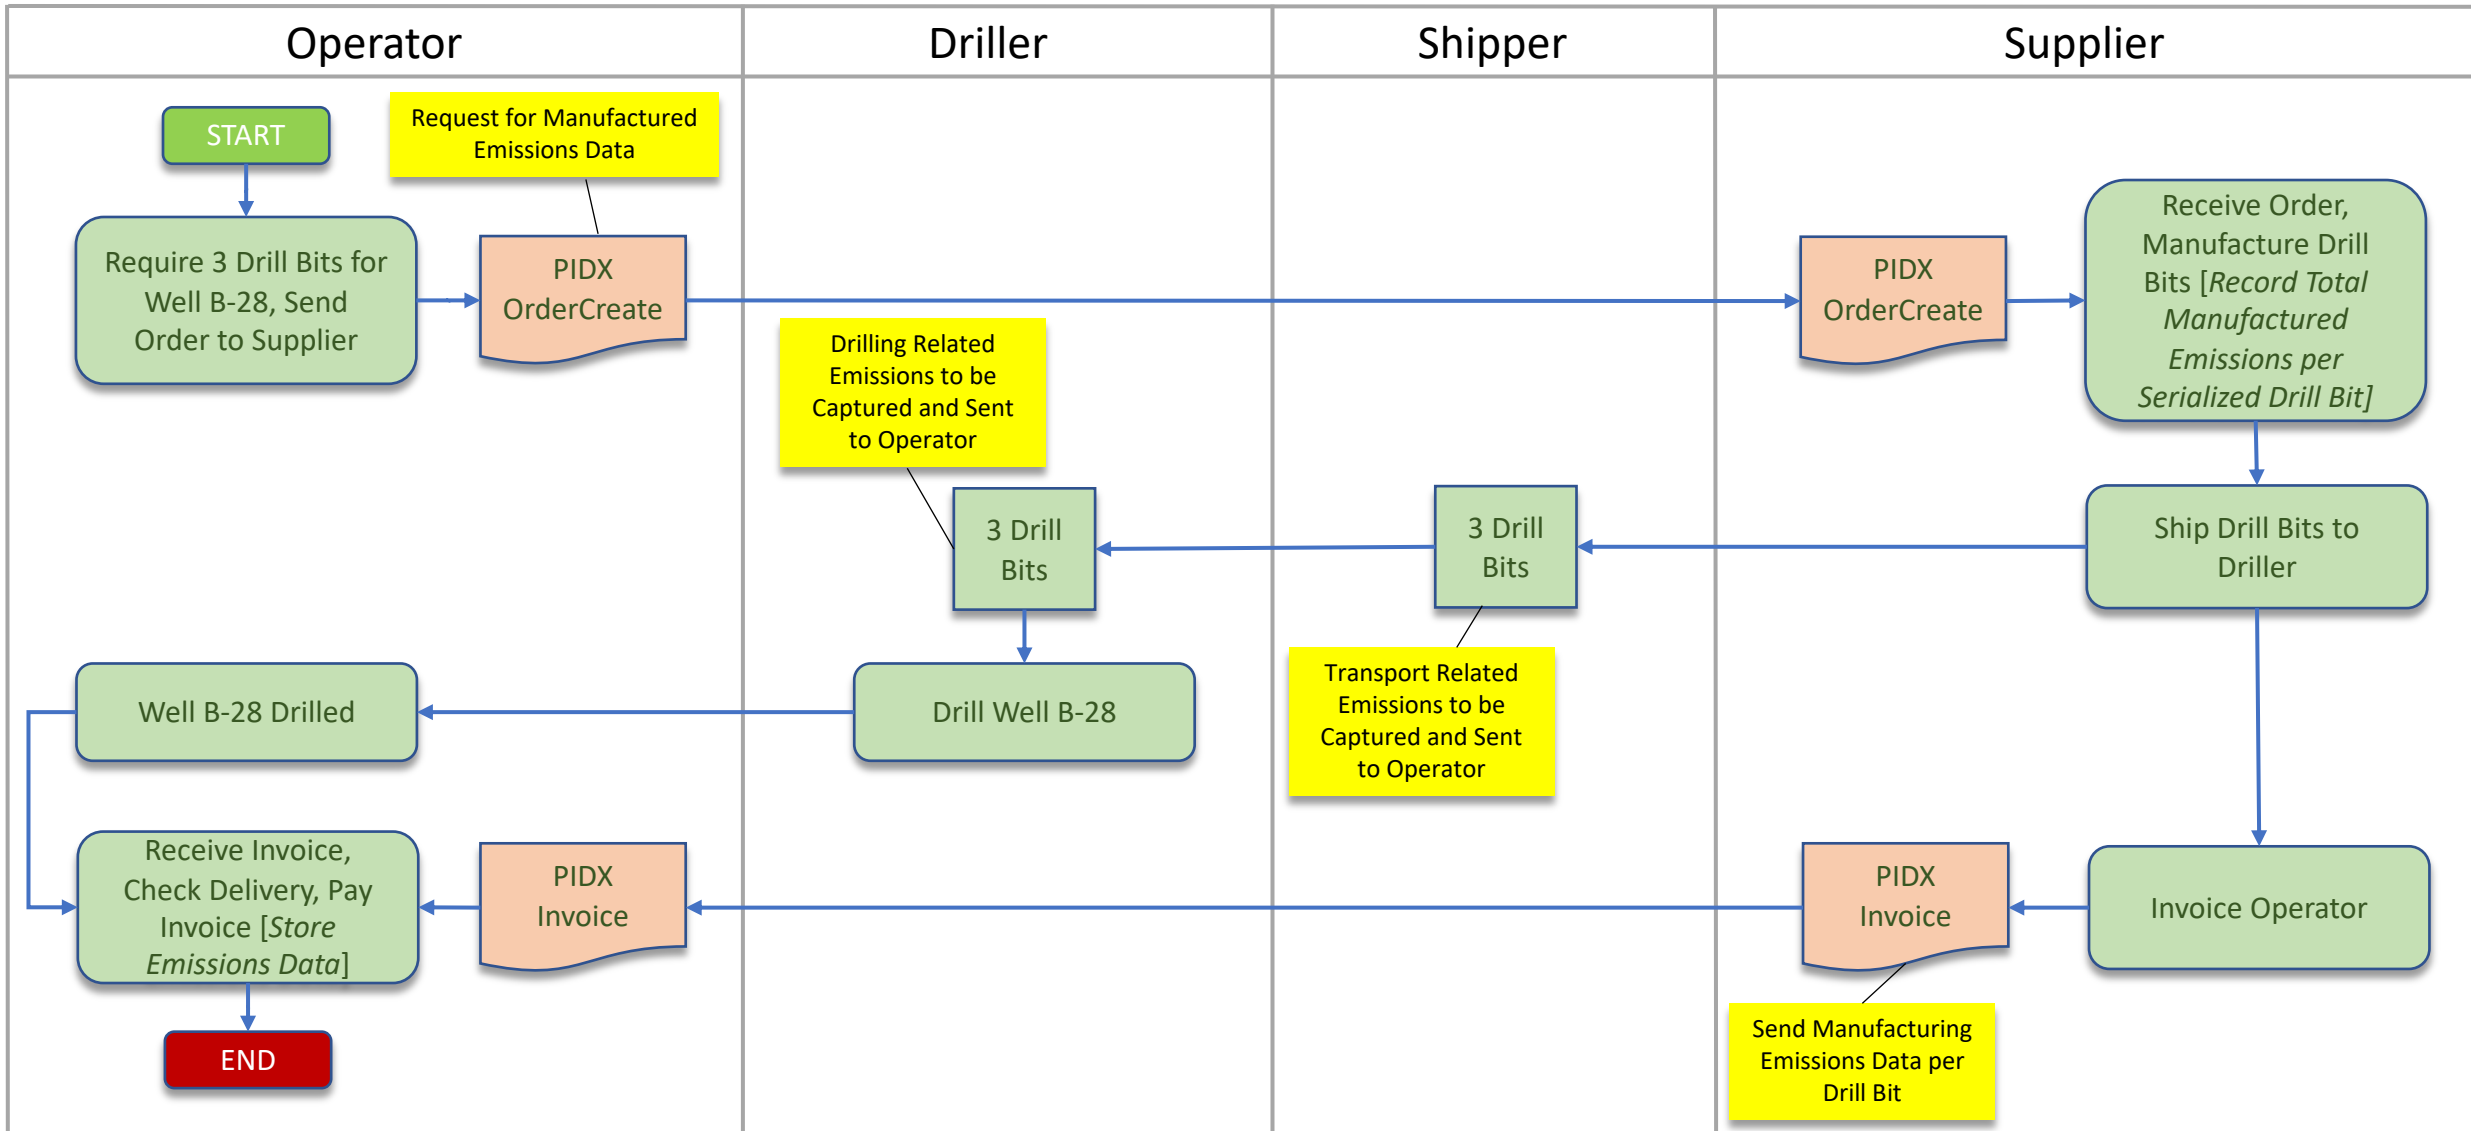 Operator
Driller
Shipper
Supplier
START
Request for Manufactured
Emissions Data
Require 3 Drill Bits for
Well B-28, Send
Order to Supplier
PIDX
OrderCreate
PIDX
OrderCreate
Receive Order,
Manufacture Drill
Bits [Record Total
Manufactured
Emissions per
Serialized Drill Bit]
Drilling Related
Emissions to be
Captured and Sent
to Operator
3 Drill
Bits
3 Drill
Bits
Ship Drill Bits to
Driller
Well B-28 Drilled
Drill Well B-28
Transport Related
Emissions to be
Captured and Sent
to Operator
Receive Invoice,
Check Delivery, Pay
Invoice [Store
Emissions Data]
PIDX
Invoice
PIDX
Invoice
Invoice Operator
Send Manufacturing
Emissions Data per
Drill Bit
END